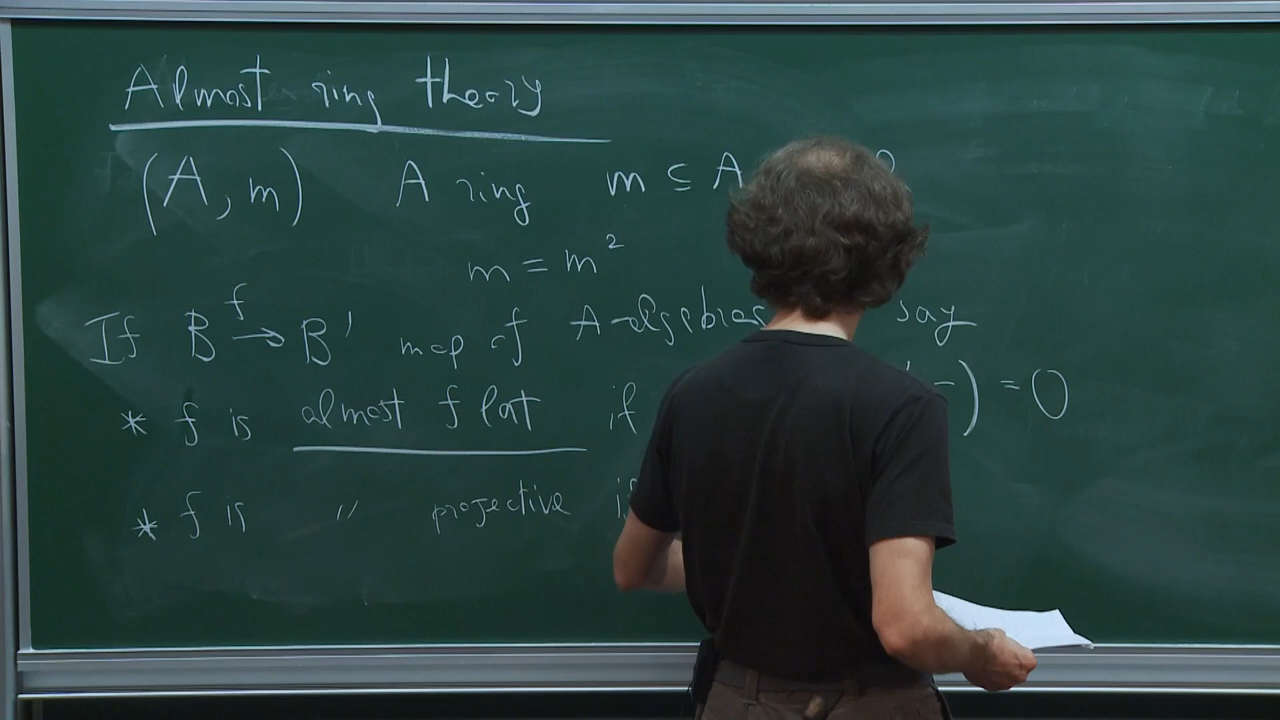 Almost ring theory
(A, m) A ring m ⊆ A
m = m²
If B →f B' map of A-algebras say
* f is almost flat if -) = 0
* f is " projective if